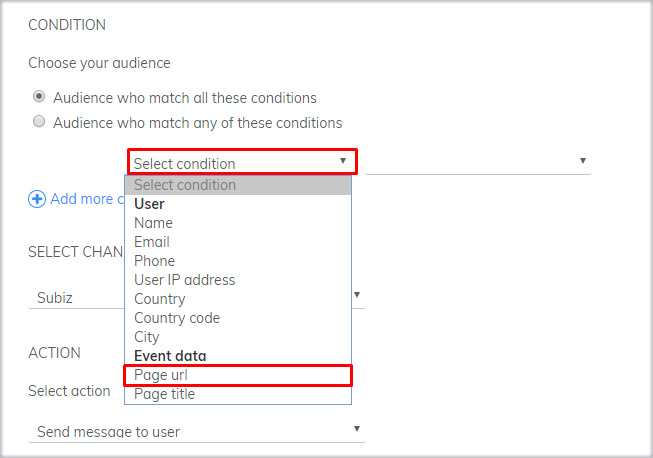 CONDITION
Choose your audience
Audience who match all these conditions
Audience who match any of these conditions
Select condition
Select condition
User
Add more c
Name
Email
Phone
User IP address
SELECT CHAN
Country
Subiz
Country code
City
ACTION
Event data
Page url
Select action
Page title
Send message to user